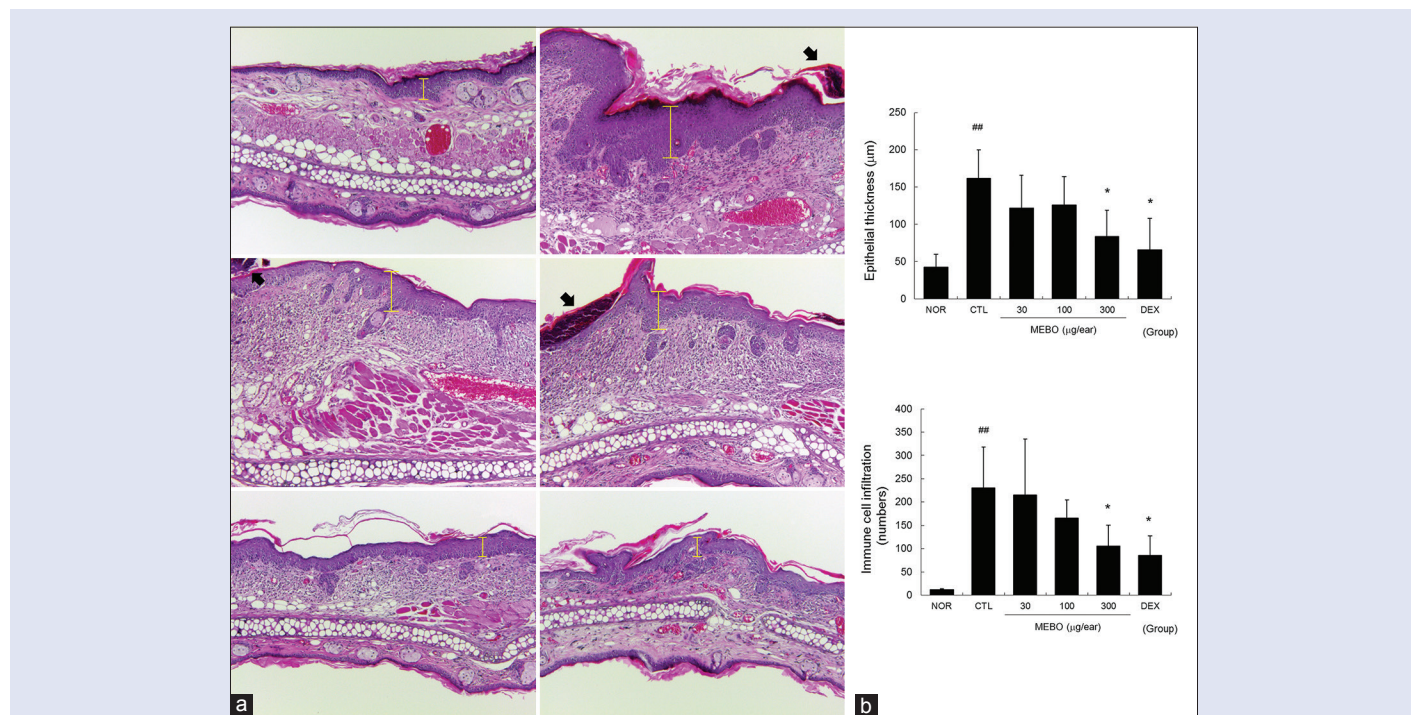 250
200
150
100
50
0
Epithelial thickness (μm)
##
*
*
NOR CTL 30 100 300 DEX
MEBO (μg/ear) (Group)
400
350
300
250
200
150
100
50
0
Immune cell infiltration
(numbers)
##
*
*
NOR CTL 30 100 300 DEX
MEBO (μg/ear) (Group)
a
b